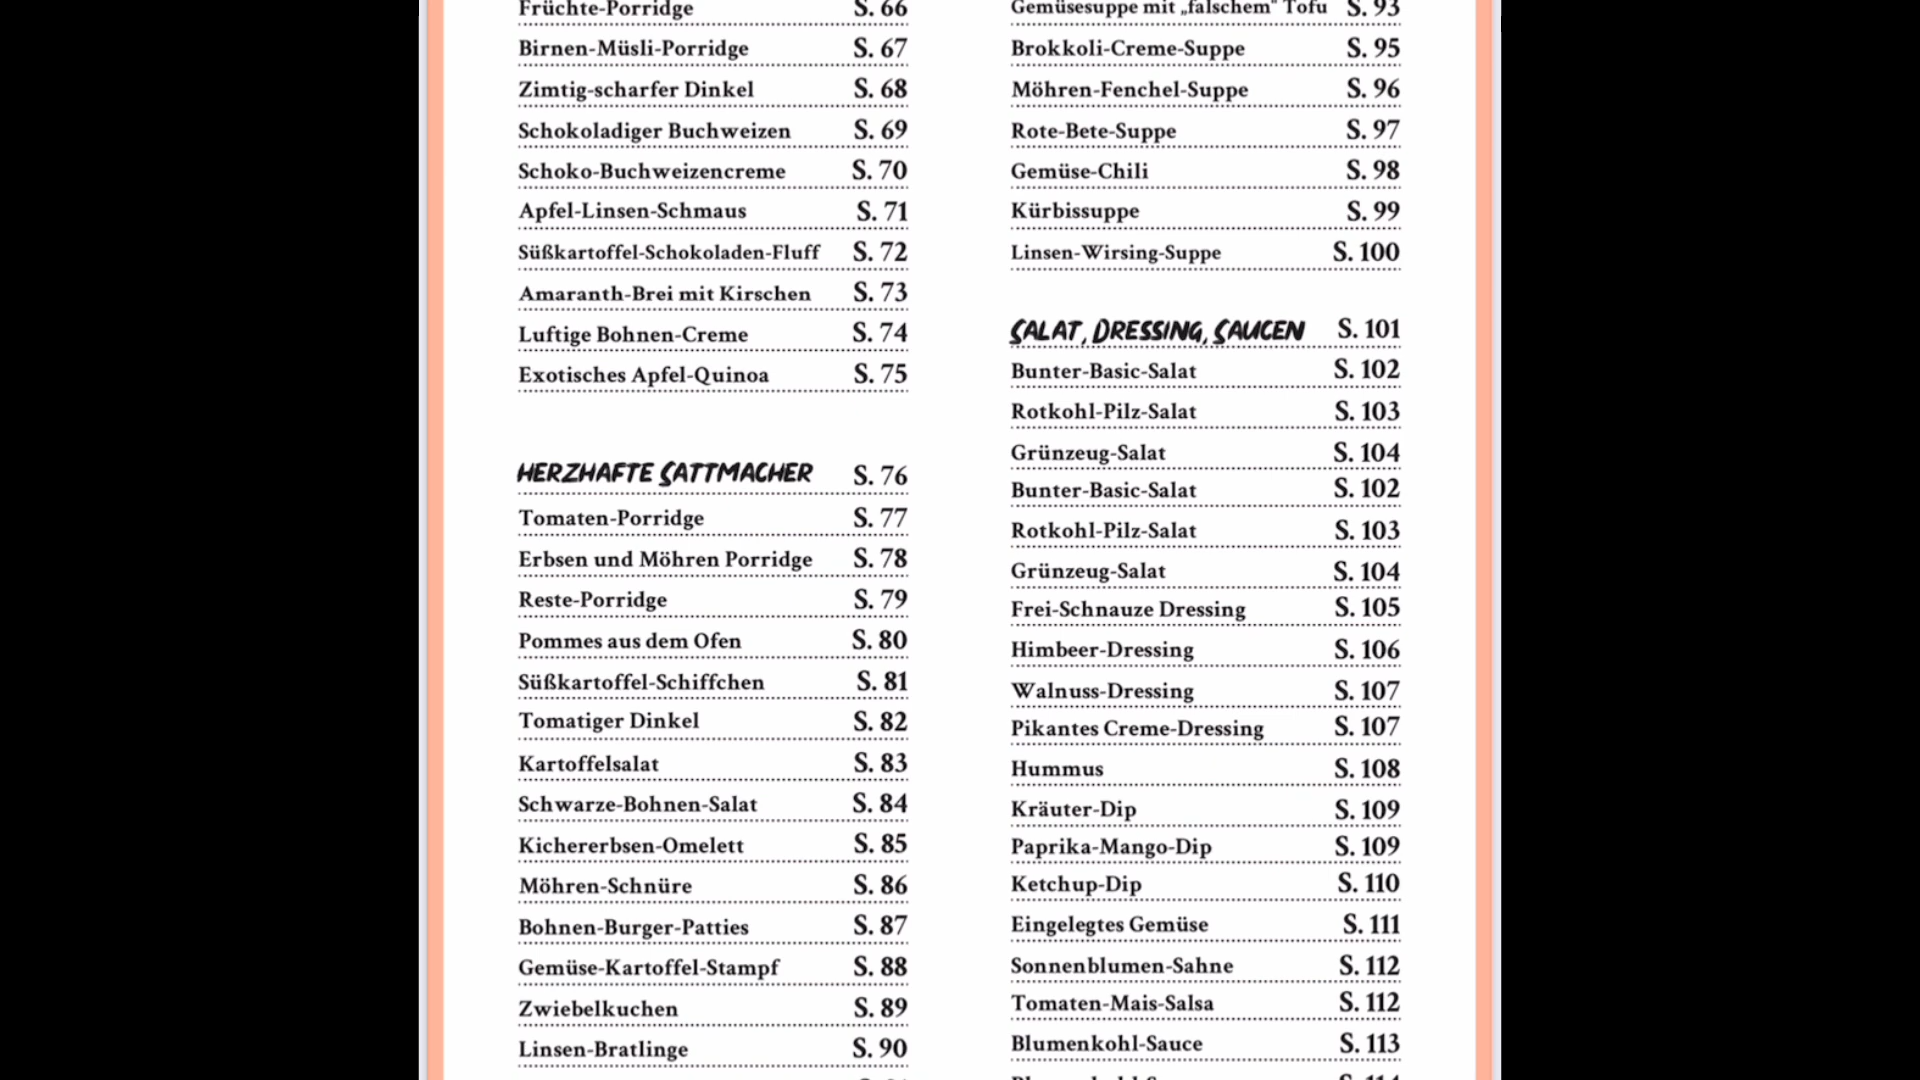 Früchte-Porridge S. 66
Birnen-Müsli-Porridge S. 67
Zimtig-scharfer Dinkel S. 68
Schokoladiger Buchweizen S. 69
Schoko-Buchweizencreme S. 70
Apfel-Linsen-Schmaus S. 71
Süßkartoffel-Schokoladen-Fluff S. 72
Amaranth-Brei mit Kirschen S. 73
Luftige Bohnen-Creme S. 74
Exotisches Apfel-Quinoa S. 75
HERZHAFTE SATTMACHER S. 76
Tomaten-Porridge S. 77
Erbsen und Möhren Porridge S. 78
Reste-Porridge S. 79
Pommes aus dem Ofen S. 80
Süßkartoffel-Schiffchen S. 81
Tomatiger Dinkel S. 82
Kartoffelsalat S. 83
Schwarze-Bohnen-Salat S. 84
Kichererbsen-Omelett S. 85
Möhren-Schnüre S. 86
Bohnen-Burger-Patties S. 87
Gemüse-Kartoffel-Stampf S. 88
Zwiebelkuchen S. 89
Linsen-Bratlinge S. 90
Gemüsesuppe mit „falschem" Tofu S. 93
Brokkoli-Creme-Suppe S. 95
Möhren-Fenchel-Suppe S. 96
Rote-Bete-Suppe S. 97
Gemüse-Chili S. 98
Kürbissuppe S. 99
Linsen-Wirsing-Suppe S. 100
SALAT, DRESSING, SAUCEN S. 101
Bunter-Basic-Salat S. 102
Rotkohl-Pilz-Salat S. 103
Grünzeug-Salat S. 104
Bunter-Basic-Salat S. 102
Rotkohl-Pilz-Salat S. 103
Grünzeug-Salat S. 104
Frei-Schnauze Dressing S. 105
Himbeer-Dressing S. 106
Walnuss-Dressing S. 107
Pikantes Creme-Dressing S. 107
Hummus S. 108
Kräuter-Dip S. 109
Paprika-Mango-Dip S. 109
Ketchup-Dip S. 110
Eingelegtes Gemüse S. 111
Sonnenblumen-Sahne S. 112
Tomaten-Mais-Salsa S. 112
Blumenkohl-Sauce S. 113